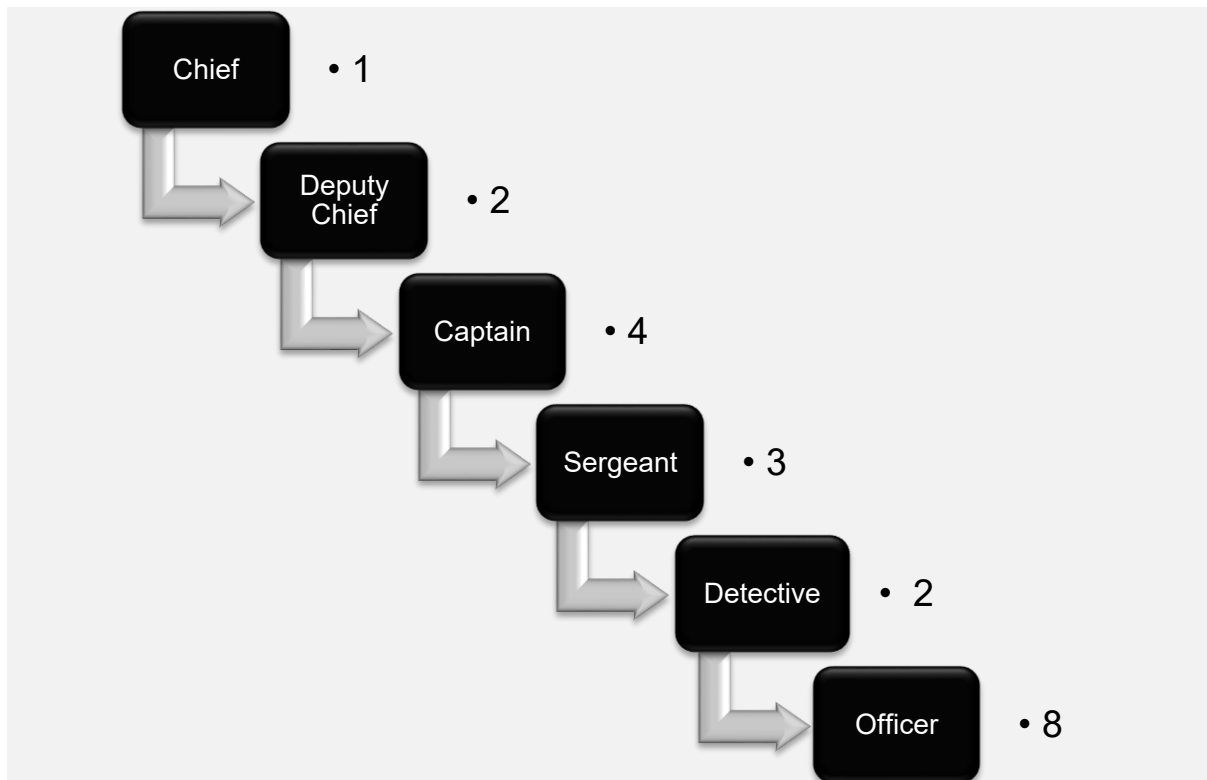 Chief
• 1
Deputy
Chief
• 2
Captain
• 4
Sergeant
• 3
Detective
• 2
Officer
• 8